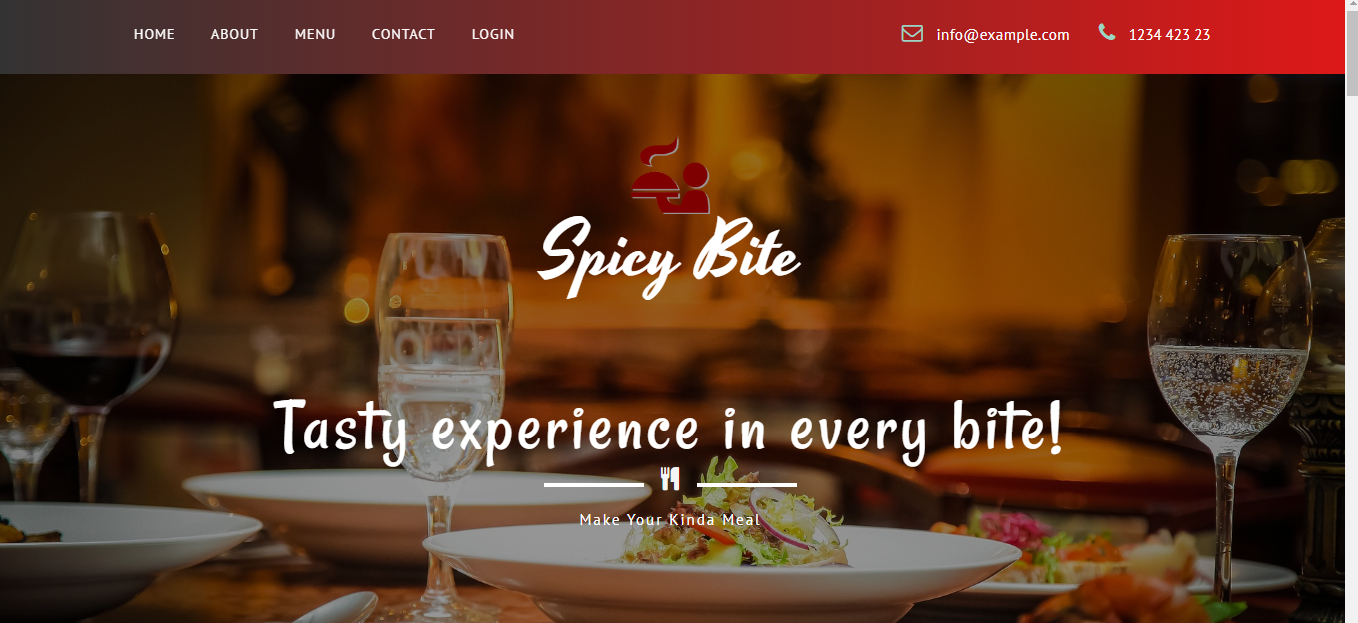 HOME ABOUT MENU CONTACT LOGIN info@example.com 1234 423 23
Spicy Bite
Tasty experience in every bite!
Make Your Kinda Meal